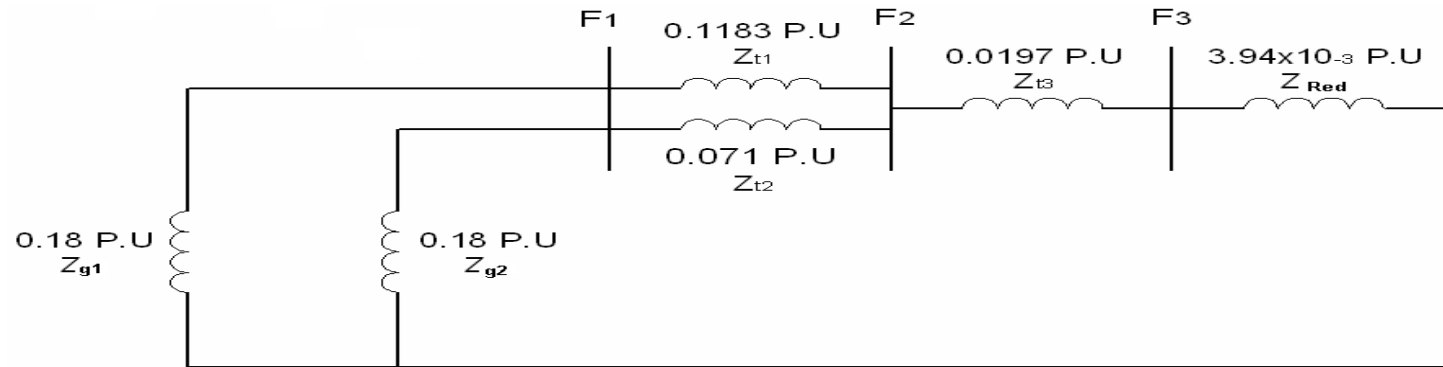 F1
F2
F3
0.1183 P.U
Zt1
0.0197 P.U
Zt3
3.94x10-3 P.U
Z Red
0.071 P.U
Zt2
0.18 P.U
Zg1
0.18 P.U
Zg2